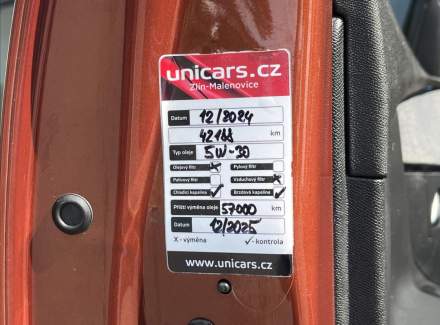 unicars.cz
Zlín-Malenovice
Datum 12/2024
42188 km
Typ oleje 5W-30
Olejový filtr x Pylový filtr
Palivový filtr Vzduchový filtr x
Chladící kapalina ✓ Brzdová kapalina ✓
Příští výměna oleje 57000 km
Datum 12/2025
X - výměna ✓ - kontrola
www.unicars.cz